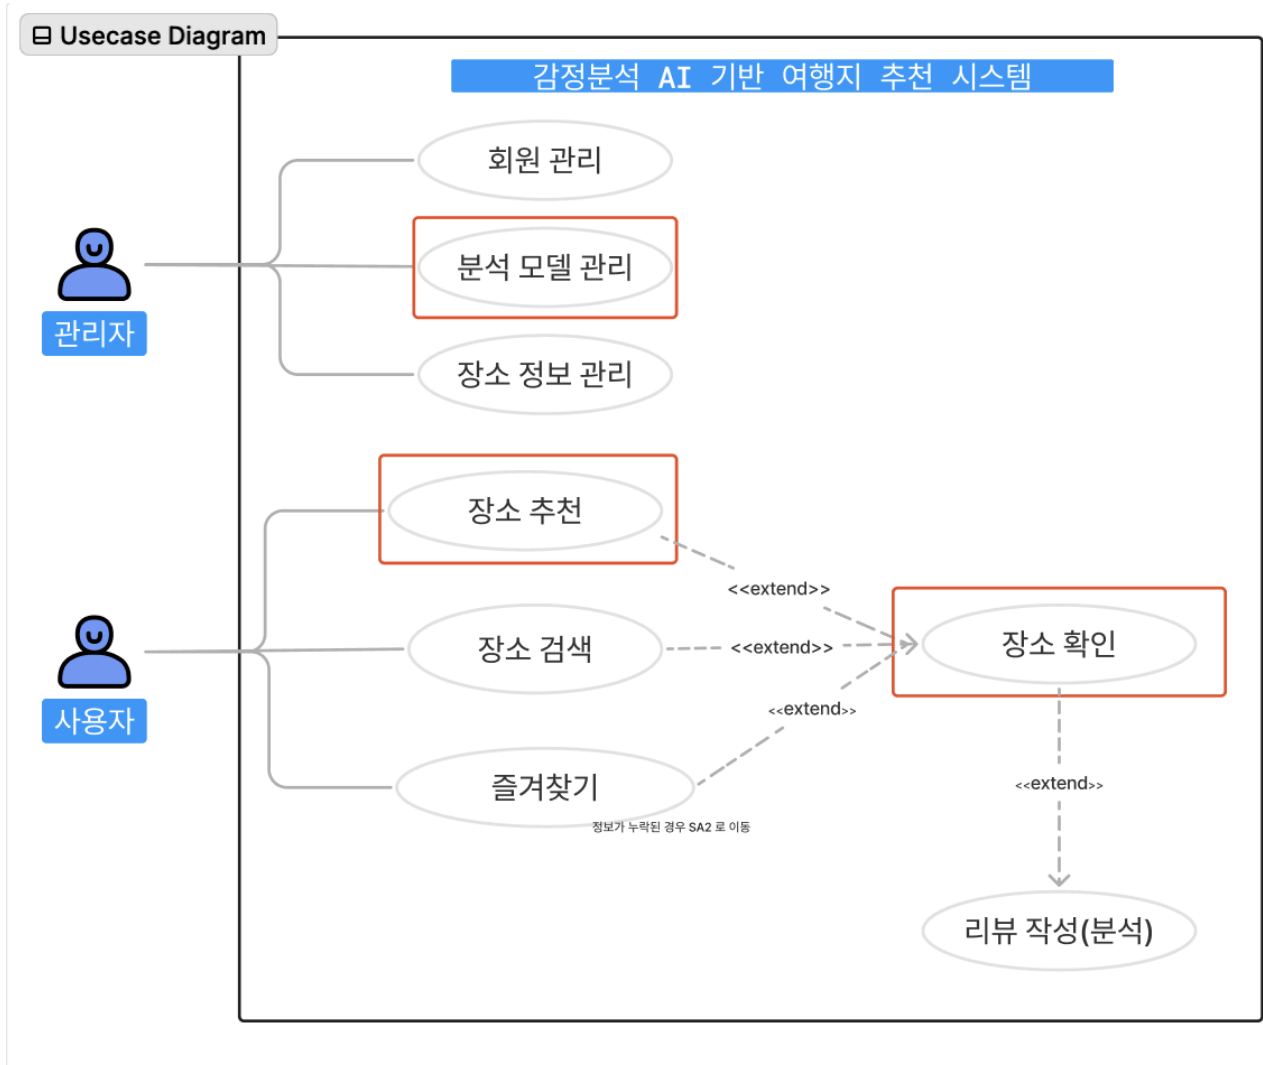 Usecase Diagram
감정분석 AI 기반 여행지 추천 시스템
회원 관리
분석 모델 관리
관리자
장소 정보 관리
장소 추천
<<extend>>
장소 검색
<<extend>>
장소 확인
사용자
<<extend>>
즐겨찾기
<<extend>>
정보가 누락된 경우 SA2 로 이동
리뷰 작성(분석)